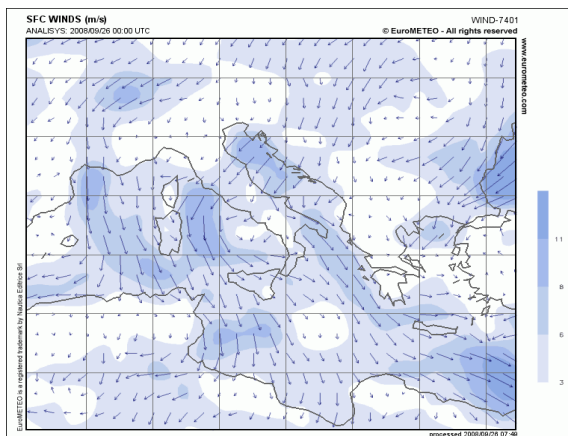 SFC WINDS (m/s)
WIND-7401
ANALISYS: 2008/09/26 00:00 UTC
© EuroMETEO - All rights reserved
www.eurometeo.com
EuroMETEO is a registered trademark by Nautica Editrice Srl
11
8
6
3
processed 2008/09/26 07:49